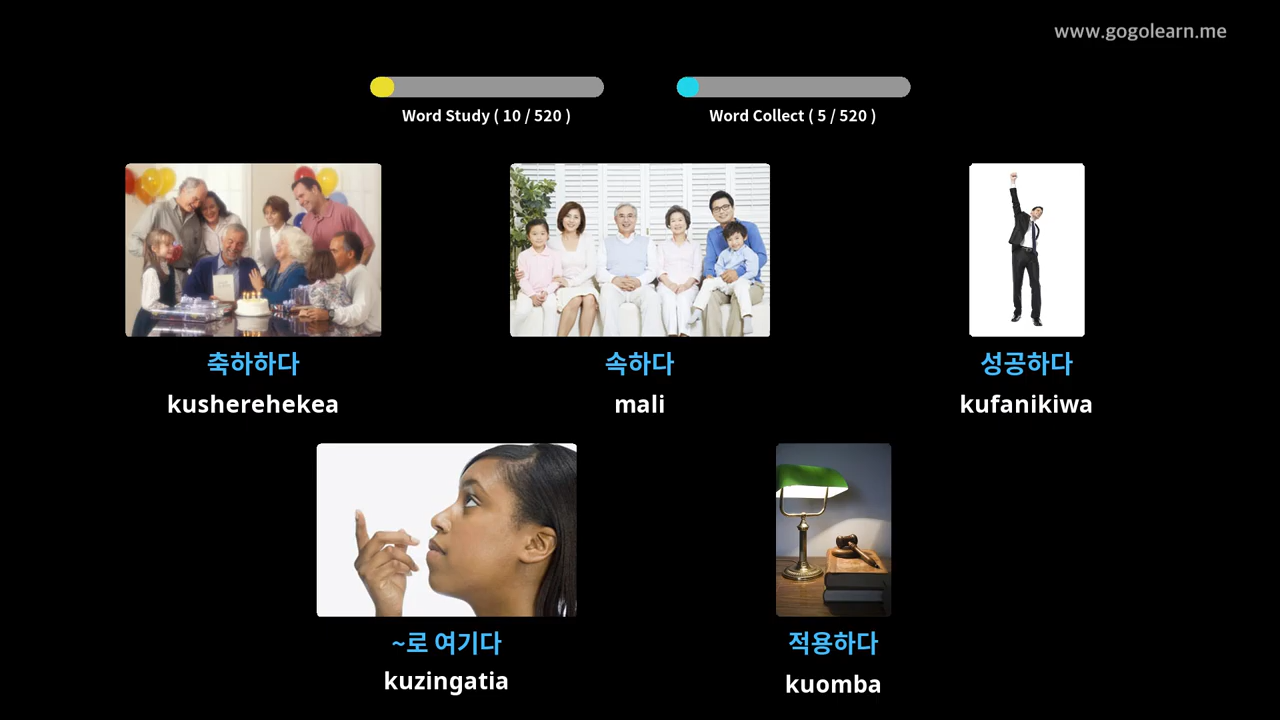 www.gogolearn.me
Word Study ( 10 / 520 )
Word Collect ( 5 / 520 )
축하하다
kusherehekea
속하다
mali
성공하다
kufanikiwa
~로 여기다
kuzingatia
적용하다
kuomba